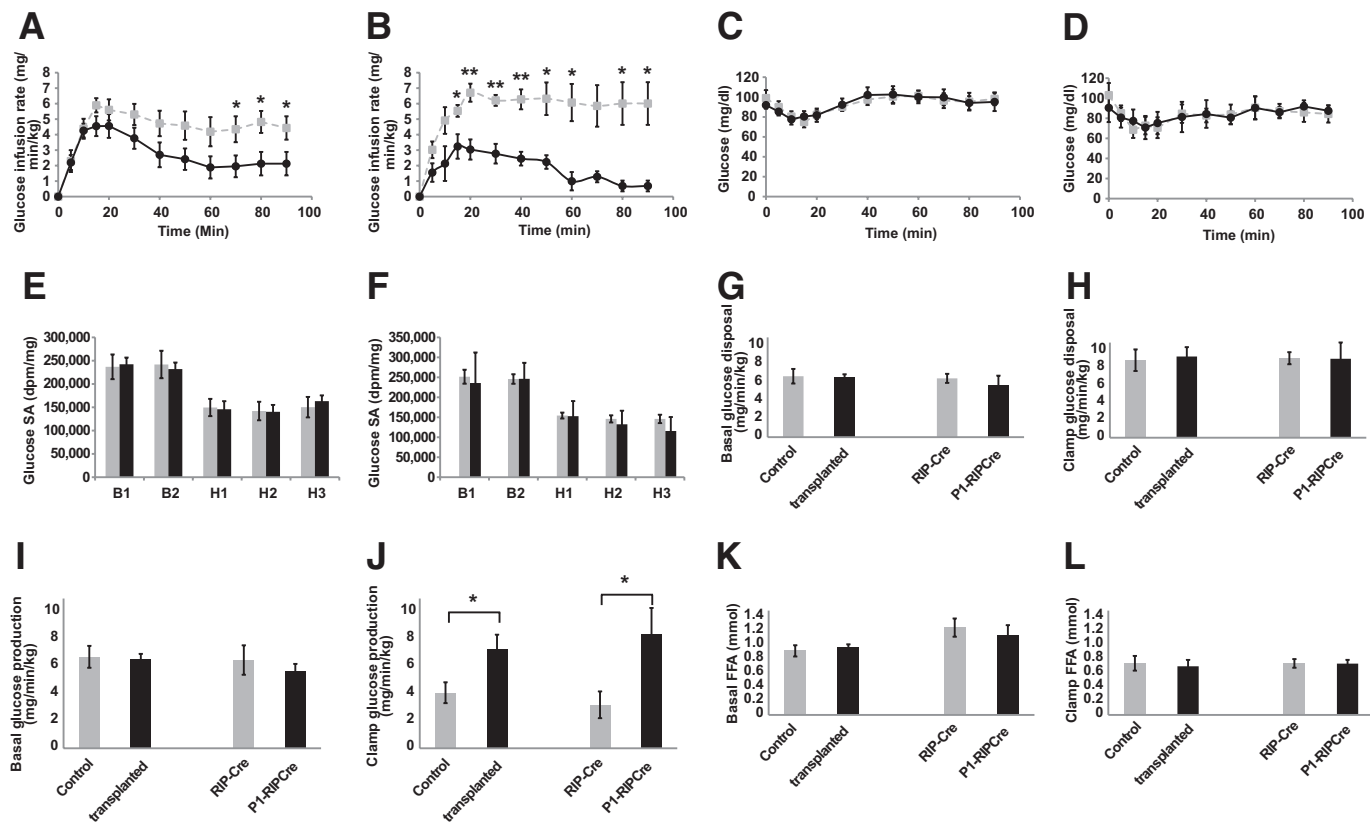 A
Glucose infusion rate (mg/
min/kg)
8
7
6
5
4
3
2
1
0
0 20 40 60 80 100
Time (Min)
* * *
B
Glucose infusion rate (mg/
min/kg)
8
7
6
5
4
3
2
1
0
0 20 40 60 80 100
Time (min)
* ** ** ** * * * *
C
Glucose (mg/dl)
120
100
80
60
40
20
0
0 20 40 60 80 100
Time (min)
D
Glucose (mg/dl)
120
100
80
60
40
20
0
0 20 40 60 80 100
Time (min)
E
Glucose SA (dpm/mg)
300,000
250,000
200,000
150,000
100,000
50,000
0
B1 B2 H1 H2 H3
F
Glucose SA (dpm/mg)
350,000
300,000
250,000
200,000
150,000
100,000
50,000
0
B1 B2 H1 H2 H3
G
Basal glucose disposal
(mg/min/kg)
10
8
6
4
2
0
Control transplanted RIP-Cre P1-RIPCre
H
Clamp glucose disposal
(mg/min/kg)
10
8
6
4
2
0
Control transplanted RIP-Cre P1-RIPCre
I
Basal glucose production
(mg/min/kg)
10
8
6
4
2
0
Control transplanted RIP-Cre P1-RIPCre
J
Clamp glucose production
(mg/min/kg)
10
8
6
4
2
0
* *
Control transplanted RIP-Cre P1-RIPCre
K
Basal FFA (mmol)
1.4
1.2
1.0
0.8
0.6
0.4
0.2
0
Control transplanted RIP-Cre P1-RIPCre
L
Clamp FFA (mmol)
1.4
1.2
1.0
0.8
0.6
0.4
0.2
0
Control transplanted RIP-Cre P1-RIPCre